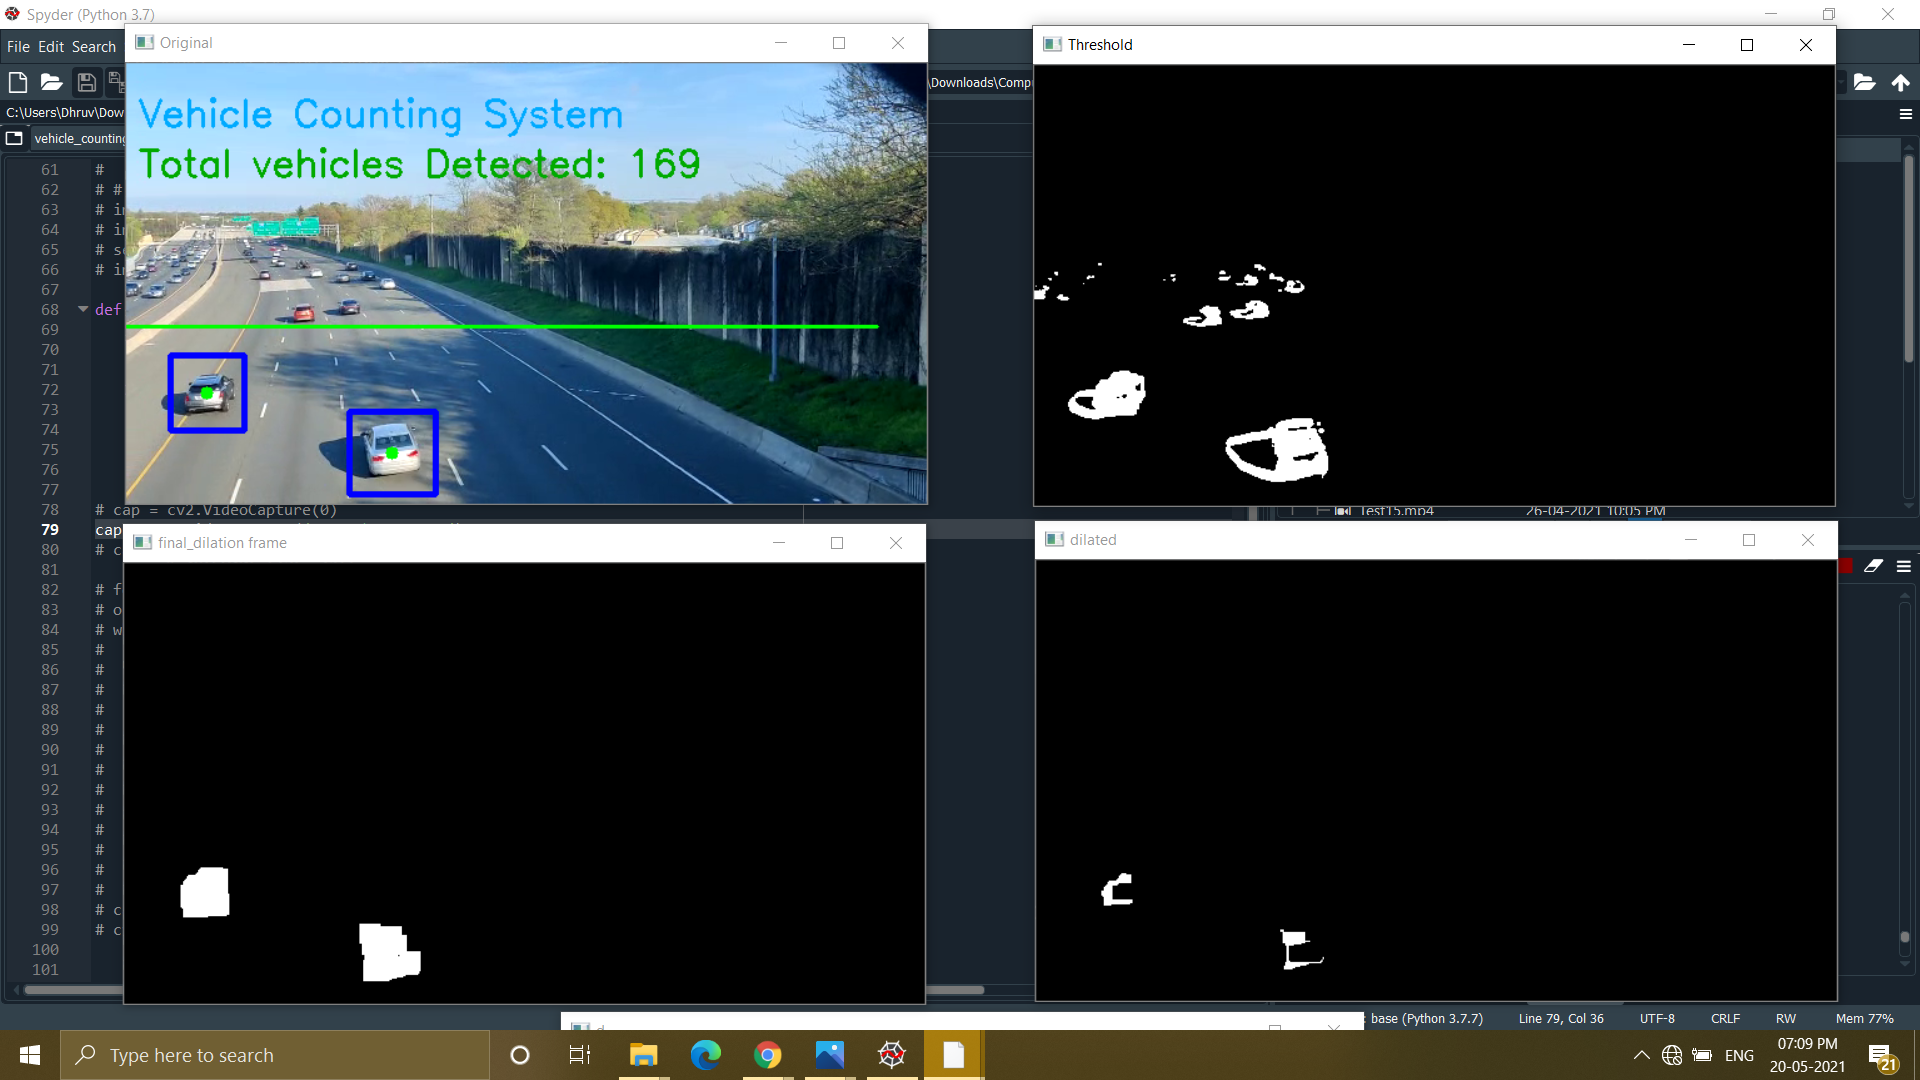 Spyder (Python 3.7)
File Edit Search
Original
Threshold
Vehicle Counting System
Total vehicles Detected: 169
C:\Users\Dhruv\Dow
\Downloads\Comp
vehicle_counting
61 #
62 # #
63 # i
64 # i
65 # s
66 # i
67
68 def
69
70
71
72
73
74
75
76
77
78 # cap = cv2.VideoCapture(0)
79 cap
80 # c
81
82 # f
83 # o
84 # w
85 #
86 #
87 #
88 #
89 #
90 #
91 #
92 #
93 #
94 #
95 #
96 #
97 #
98 # c
99 # c
100
101
Test15.mp4 26-04-2021 10:05 PM
final_dilation frame
dilated
d
: base (Python 3.7.7) Line 79, Col 36 UTF-8 CRLF RW Mem 77%
Type here to search
ENG
07:09 PM
20-05-2021
21